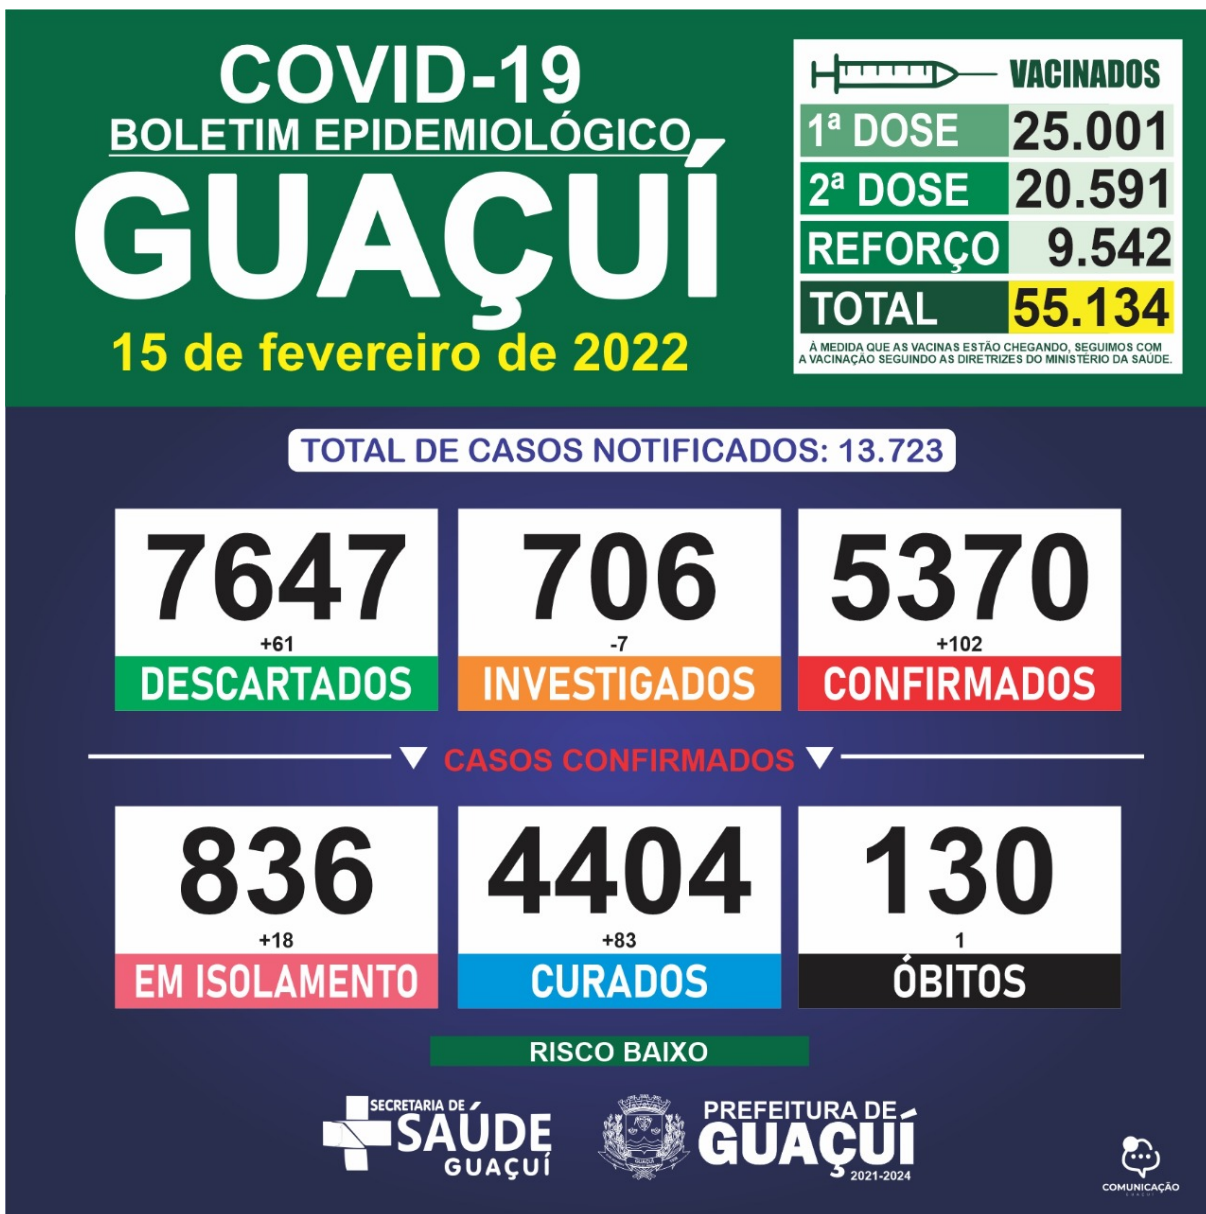 COVID-19
BOLETIM EPIDEMIOLÓGICO
GUAÇUÍ
15 de fevereiro de 2022
VACINADOS
1ª DOSE 25.001
2ª DOSE 20.591
REFORÇO 9.542
TOTAL 55.134
À MEDIDA QUE AS VACINAS ESTÃO CHEGANDO, SEGUIMOS COM
A VACINAÇÃO SEGUINDO AS DIRETRIZES DO MINISTÉRIO DA SAÚDE.
TOTAL DE CASOS NOTIFICADOS: 13.723
7647
+61
DESCARTADOS
706
-7
INVESTIGADOS
5370
+102
CONFIRMADOS
CASOS CONFIRMADOS
836
+18
EM ISOLAMENTO
4404
+83
CURADOS
130
1
ÓBITOS
RISCO BAIXO
SECRETARIA DE
SAÚDE
GUAÇUÍ
PREFEITURA DE
GUAÇUÍ
2021-2024
COMUNICAÇÃO